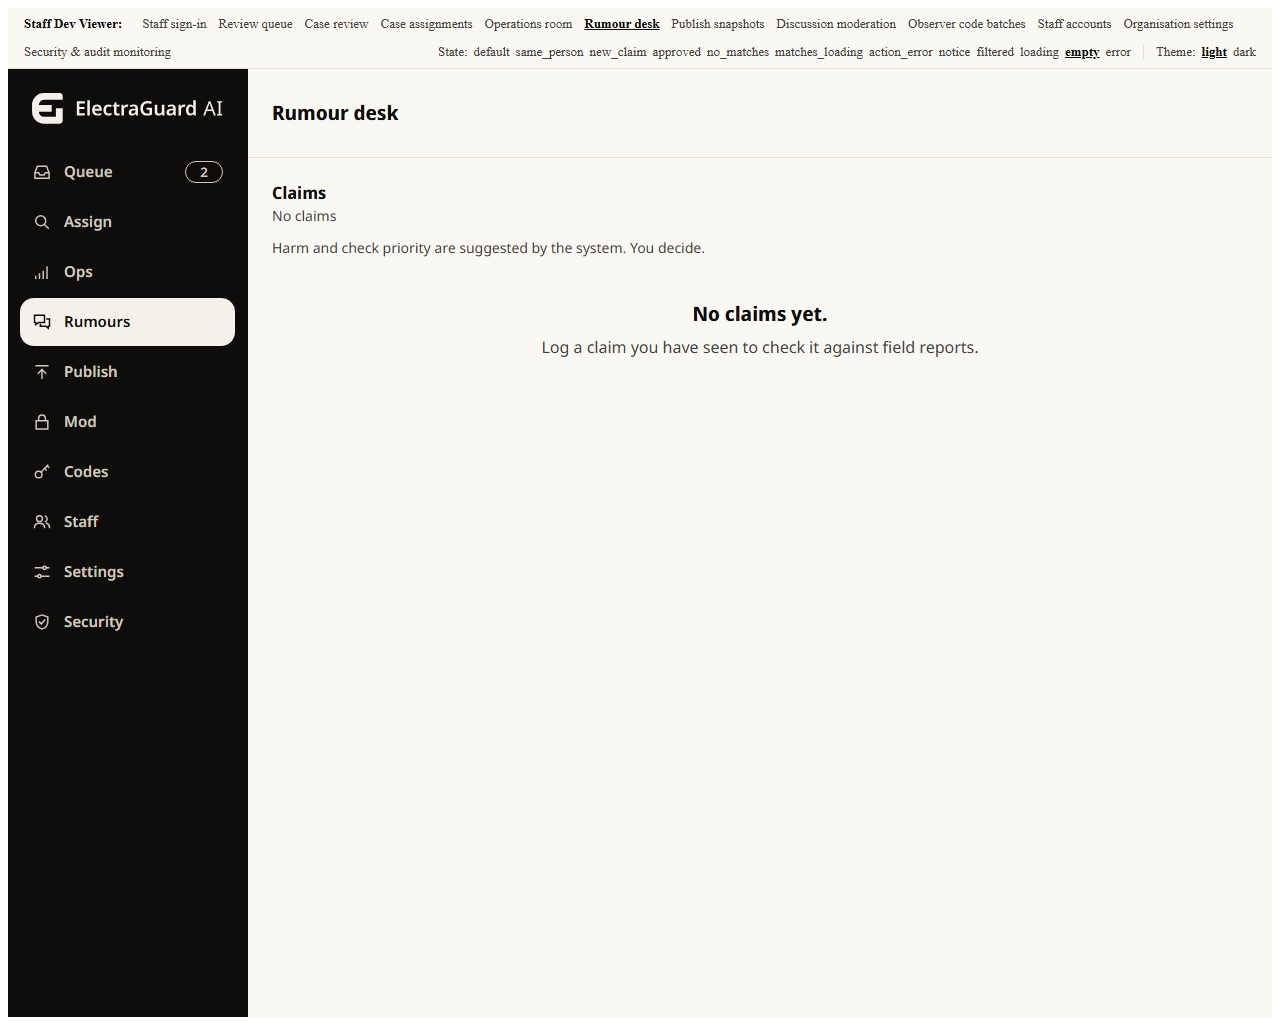 Staff Dev Viewer: Staff sign-in Review queue Case review Case assignments Operations room Rumour desk Publish snapshots Discussion moderation Observer code batches Staff accounts Organisation settings
Security & audit monitoring State: default same_person new_claim approved no_matches matches_loading action_error notice filtered loading empty error Theme: light dark
ElectraGuard AI
Queue 2
Assign
Ops
Rumours
Publish
Mod
Codes
Staff
Settings
Security
Rumour desk
Claims
No claims
Harm and check priority are suggested by the system. You decide.
No claims yet.
Log a claim you have seen to check it against field reports.